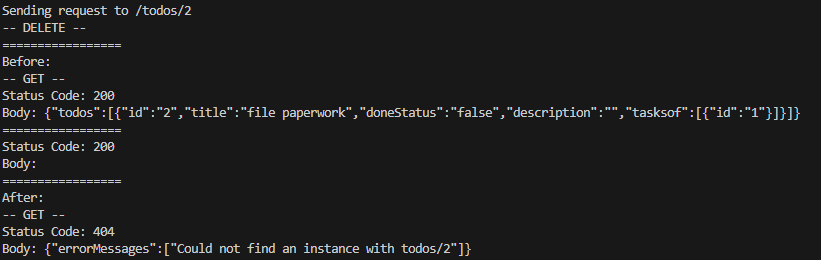 Sending request to /todos/2
-- DELETE --
=================
Before:
-- GET --
Status Code: 200
Body: {"todos":[{"id":"2","title":"file paperwork","doneStatus":"false","description":"","tasksof":[{"id":"1"}]}]}
=================
Status Code: 200
Body:
=================
After:
-- GET --
Status Code: 404
Body: {"errorMessages":["Could not find an instance with todos/2"]}